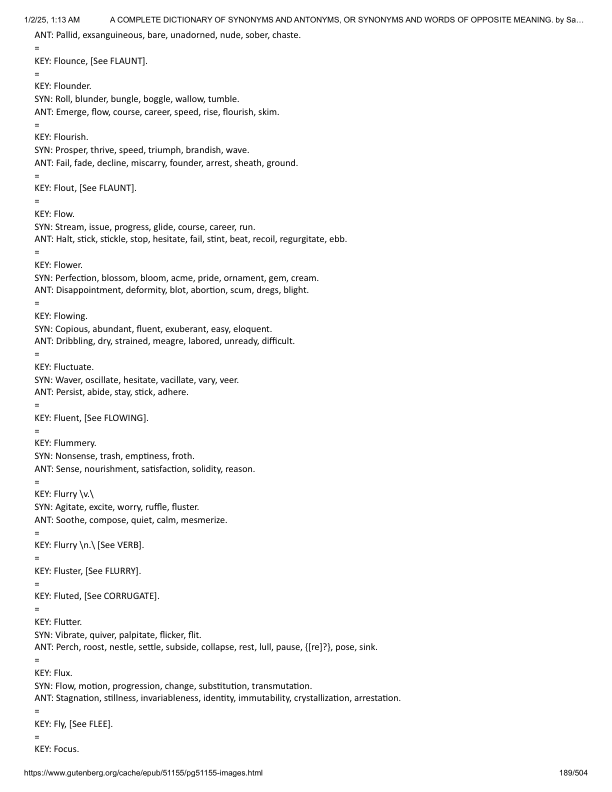 1/2/25, 1:13 AM A COMPLETE DICTIONARY OF SYNONYMS AND ANTONYMS, OR SYNONYMS AND WORDS OF OPPOSITE MEANING. by Sa…
ANT: Pallid, exsanguineous, bare, unadorned, nude, sober, chaste.
=
KEY: Flounce, [See FLAUNT].
=
KEY: Flounder.
SYN: Roll, blunder, bungle, boggle, wallow, tumble.
ANT: Emerge, flow, course, career, speed, rise, flourish, skim.
=
KEY: Flourish.
SYN: Prosper, thrive, speed, triumph, brandish, wave.
ANT: Fail, fade, decline, miscarry, founder, arrest, sheath, ground.
=
KEY: Flout, [See FLAUNT].
=
KEY: Flow.
SYN: Stream, issue, progress, glide, course, career, run.
ANT: Halt, stick, stickle, stop, hesitate, fail, stint, beat, recoil, regurgitate, ebb.
=
KEY: Flower.
SYN: Perfection, blossom, bloom, acme, pride, ornament, gem, cream.
ANT: Disappointment, deformity, blot, abortion, scum, dregs, blight.
=
KEY: Flowing.
SYN: Copious, abundant, fluent, exuberant, easy, eloquent.
ANT: Dribbling, dry, strained, meagre, labored, unready, difficult.
=
KEY: Fluctuate.
SYN: Waver, oscillate, hesitate, vacillate, vary, veer.
ANT: Persist, abide, stay, stick, adhere.
=
KEY: Fluent, [See FLOWING].
=
KEY: Flummery.
SYN: Nonsense, trash, emptiness, froth.
ANT: Sense, nourishment, satisfaction, solidity, reason.
=
KEY: Flurry \v.\
SYN: Agitate, excite, worry, ruffle, fluster.
ANT: Soothe, compose, quiet, calm, mesmerize.
=
KEY: Flurry \n.\ [See VERB].
=
KEY: Fluster, [See FLURRY].
=
KEY: Fluted, [See CORRUGATE].
=
KEY: Flutter.
SYN: Vibrate, quiver, palpitate, flicker, flit.
ANT: Perch, roost, nestle, settle, subside, collapse, rest, lull, pause, {[re]?}, pose, sink.
=
KEY: Flux.
SYN: Flow, motion, progression, change, substitution, transmutation.
ANT: Stagnation, stillness, invariableness, identity, immutability, crystallization, arrestation.
=
KEY: Fly, [See FLEE].
=
KEY: Focus.
https://www.gutenberg.org/cache/epub/51155/pg51155-images.html 189/504